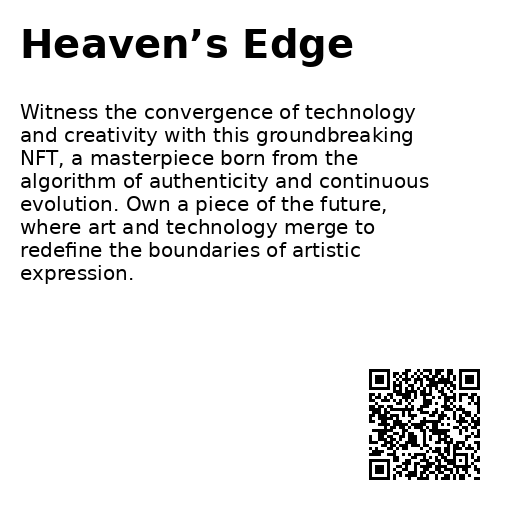 Heaven’s Edge
Witness the convergence of technology
and creativity with this groundbreaking
NFT, a masterpiece born from the
algorithm of authenticity and continuous
evolution. Own a piece of the future,
where art and technology merge to
redefine the boundaries of artistic
expression.